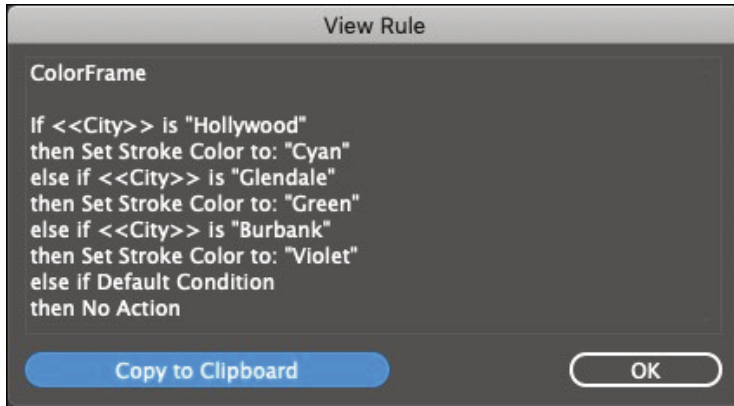 View Rule
ColorFrame
If <<City>> is "Hollywood"
then Set Stroke Color to: "Cyan"
else if <<City>> is "Glendale"
then Set Stroke Color to: "Green"
else if <<City>> is "Burbank"
then Set Stroke Color to: "Violet"
else if Default Condition
then No Action
Copy to Clipboard
OK